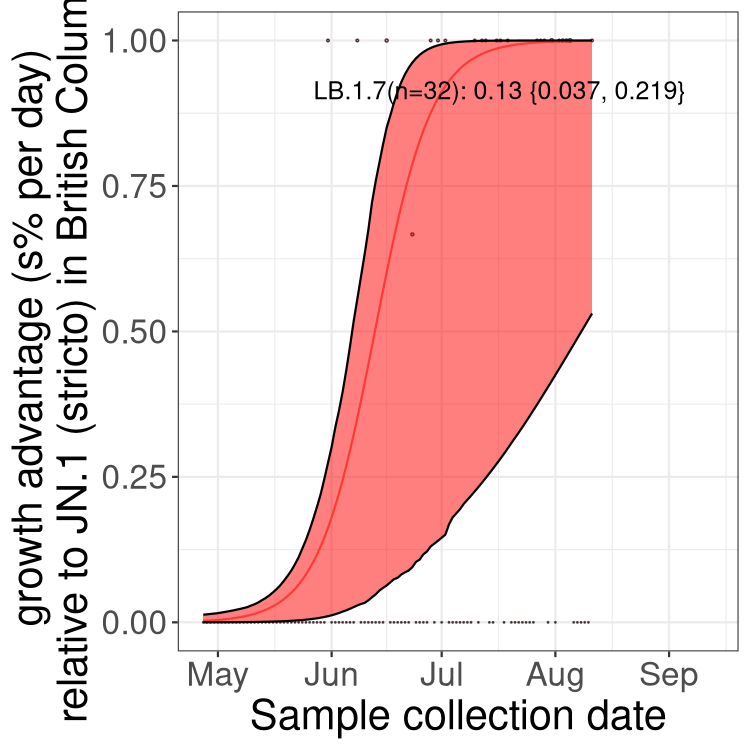 growth advantage (s% per day)
relative to JN.1 (stricto) in British Colum
1.00
0.75
0.50
0.25
0.00
LB.1.7(n=32): 0.13 {0.037, 0.219}
May Jun Jul Aug Sep
Sample collection date